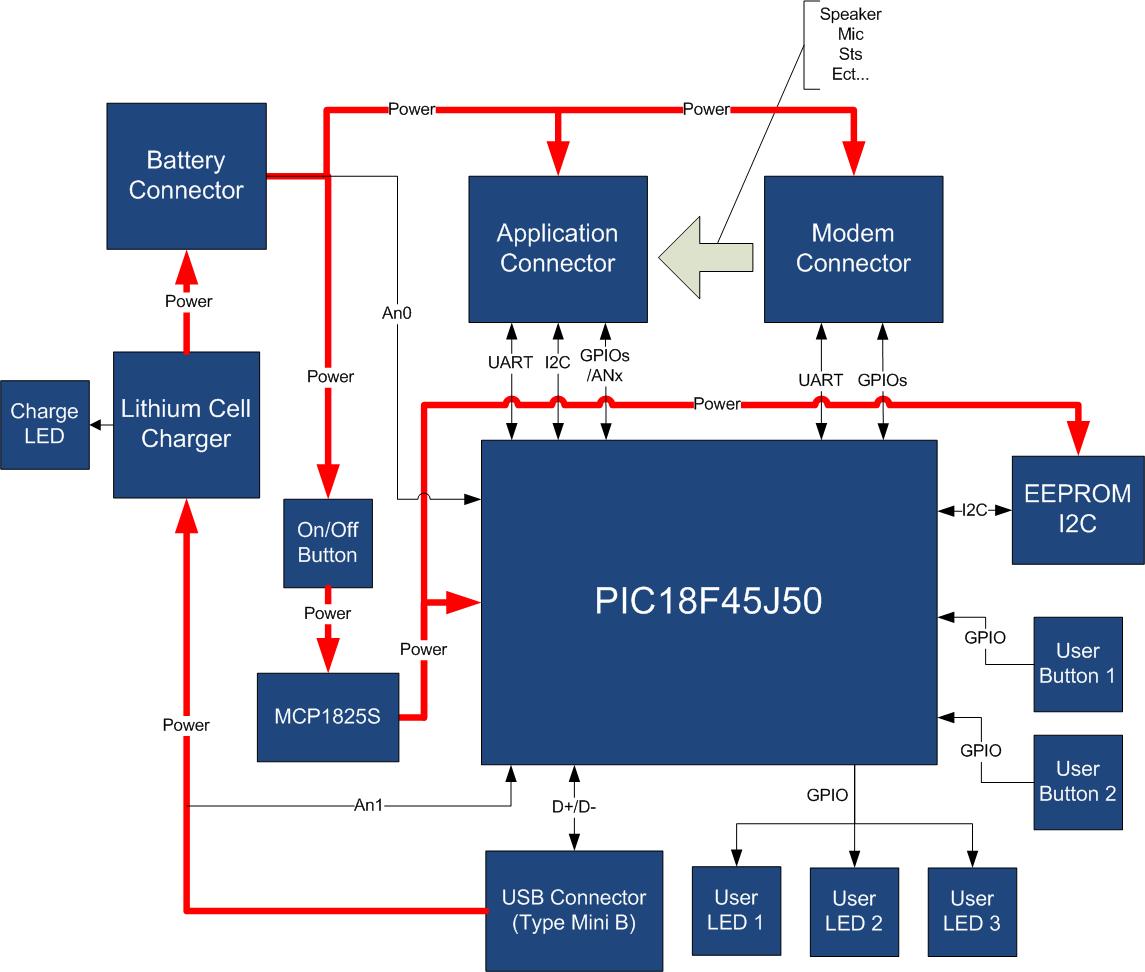 Speaker
Mic
Sts
Ect...
Power
Power
Battery
Connector
Application
Connector
Modem
Connector
Power
An0
UART
I2C
GPIOs
/ANx
UART
GPIOs
Power
Power
Charge
LED
Lithium Cell
Charger
EEPROM
I2C
I2C
On/Off
Button
PIC18F45J50
Power
Power
GPIO
User
Button 1
MCP1825S
Power
GPIO
User
Button 2
An1
D+/D-
GPIO
USB Connector
(Type Mini B)
User
LED 1
User
LED 2
User
LED 3